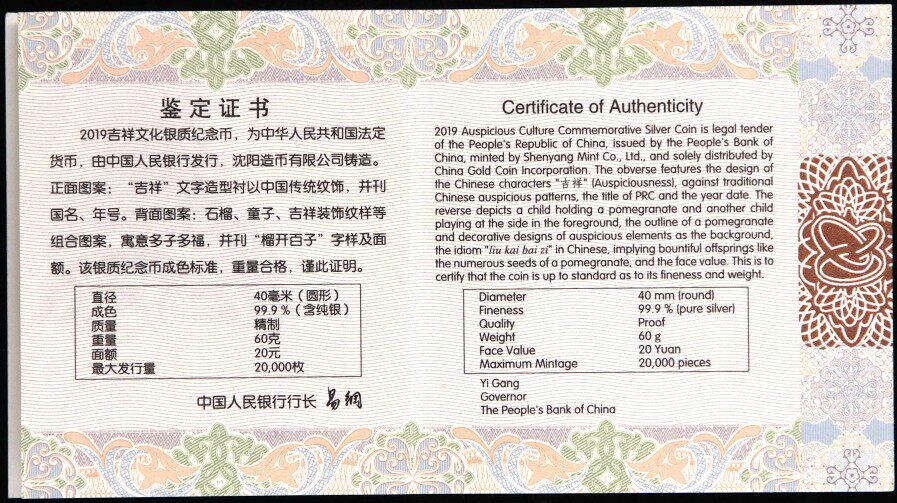 鉴定证书
2019吉祥文化银质纪念币，为中华人民共和国法定
货币，由中国人民银行发行，沈阳造币有限公司铸造。
正面图案：“吉祥”文字造型衬以中国传统纹饰，并刊
国名、年号。背面图案：石榴、童子、吉祥装饰纹样等
组合图案，寓意多子多福，并刊“榴开百子”字样及面
额。该银质纪念币成色标准，重量合格，谨此证明。
直径 40毫米（圆形）
成色 99.9%（含纯银）
质量 精制
重量 60克
面额 20元
最大发行量 20,000枚
中国人民银行行长 易纲
Certificate of Authenticity
2019 Auspicious Culture Commemorative Silver Coin is legal tender
of the People's Republic of China, issued by the People's Bank of
China, minted by Shenyang Mint Co., Ltd., and solely distributed by
China Gold Coin Incorporation. The obverse features the design of
the Chinese characters "吉祥" (Auspiciousness), against traditional
Chinese auspicious patterns, the title of PRC and the year date. The
reverse depicts a child holding a pomegranate and another child
playing at the side in the foreground, the outline of a pomegranate
and decorative designs of auspicious elements as the background,
the idiom "liu kai bai zi" in Chinese, implying bountiful offsprings like
the numerous seeds of a pomegranate, and the face value. This is to
certify that the coin is up to standard as to its fineness and weight.
Diameter 40 mm (round)
Fineness 99.9 % (pure silver)
Quality Proof
Weight 60 g
Face Value 20 Yuan
Maximum Mintage 20,000 pieces
Yi Gang
Governor
The People's Bank of China